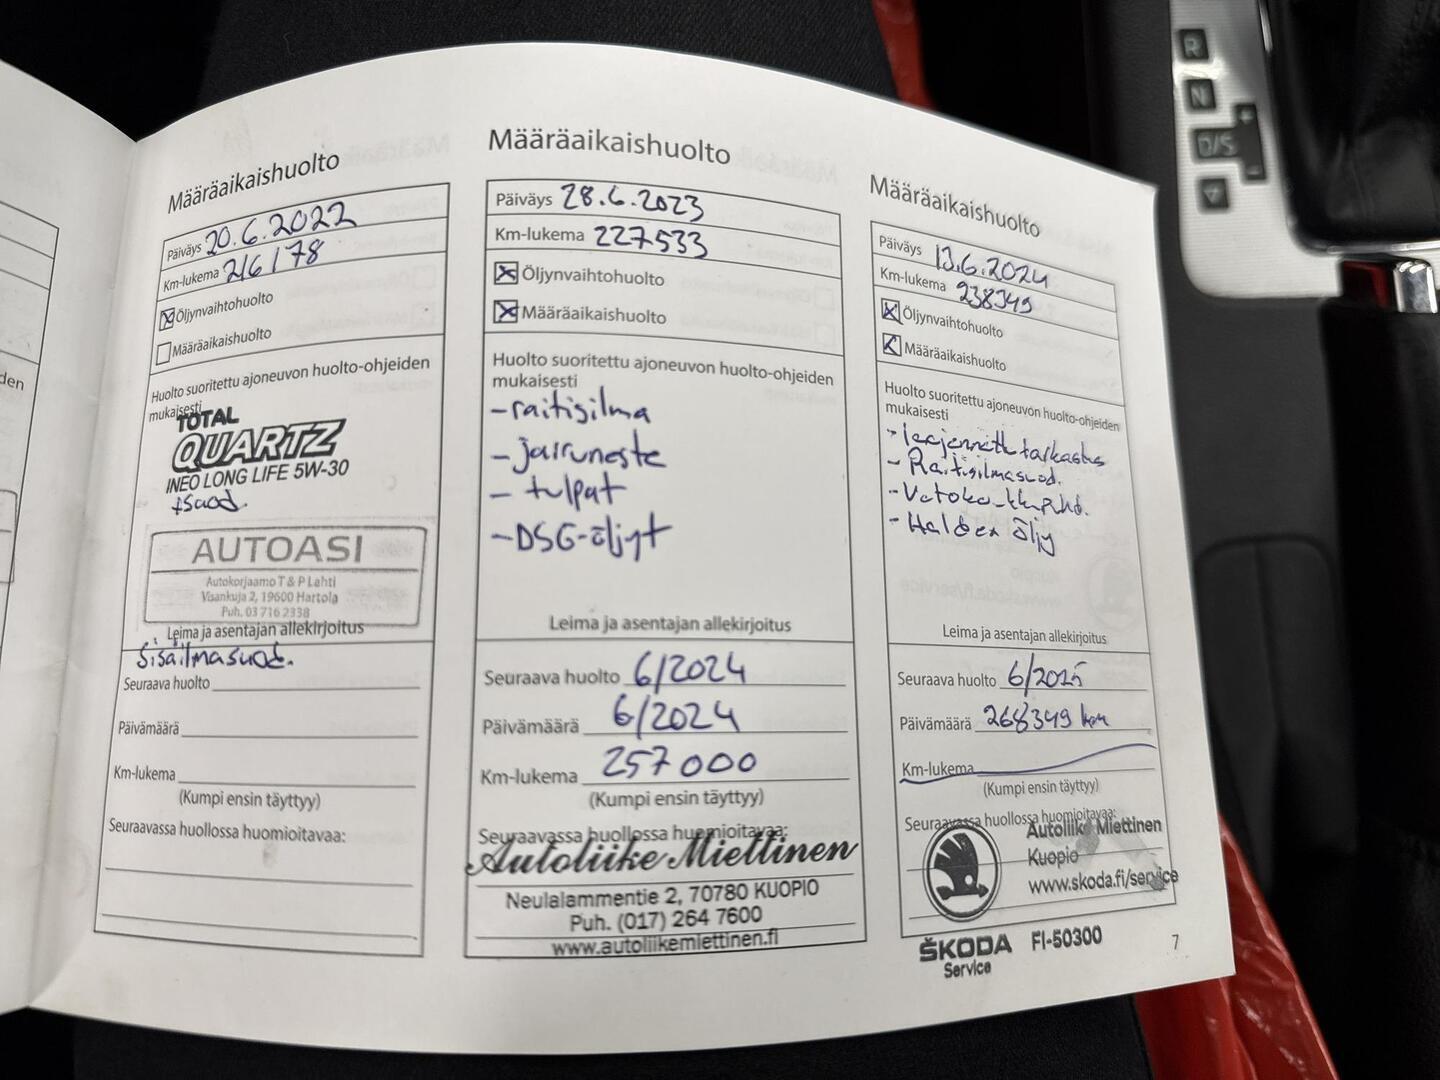 Määräaikaishuolto
Päiväys 20.6.2022
Km-lukema 216178
Öljynvaihtohuolto
Määräaikaishuolto
Huolto suoritettu ajoneuvon huolto-ohjeiden
mukaisesti
TOTAL
QUARTZ
INEO LONG LIFE 5W-30
+suod.
AUTOASI
Autokorjaamo T & P Lahti
Visankuja 2, 19600 Hartola
Puh. 03 716 2338
Leima ja asentajan allekirjoitus
Sisäilmasuod.
Seuraava huolto
Päivämäärä
Km-lukema
(Kumpi ensin täyttyy)
Seuraavassa huollossa huomioitavaa:
Määräaikaishuolto
Päiväys 28.6.2023
Km-lukema 227533
Öljynvaihtohuolto
Määräaikaishuolto
Huolto suoritettu ajoneuvon huolto-ohjeiden
mukaisesti
-raitisilma
-jarruneste
-tulpat
-DSG-öljyt
Leima ja asentajan allekirjoitus
Seuraava huolto 6/2024
Päivämäärä 6/2024
Km-lukema 257000
(Kumpi ensin täyttyy)
Seuraavassa huollossa huomioitavaa:
Autoliike Miettinen
Neulalammentie 2, 70780 KUOPIO
Puh. (017) 264 7600
www.autoliikemiettinen.fi
Määräaikaishuolto
Päiväys 13.6.2024
Km-lukema 238349
Öljynvaihtohuolto
Määräaikaishuolto
Huolto suoritettu ajoneuvon huolto-ohjeiden
mukaisesti
- tarkastus
- Raitisilmasuod.
-
- Haldex öljy
Leima ja asentajan allekirjoitus
Seuraava huolto 6/2025
Päivämäärä 268349 km
Km-lukema
(Kumpi ensin täyttyy)
Seuraavassa huollossa huomioitavaa:
Autoliike Miettinen
Kuopio
www.skoda.fi/service
ŠKODA FI-50300
Service
7
R
N
D/S
+
-
den